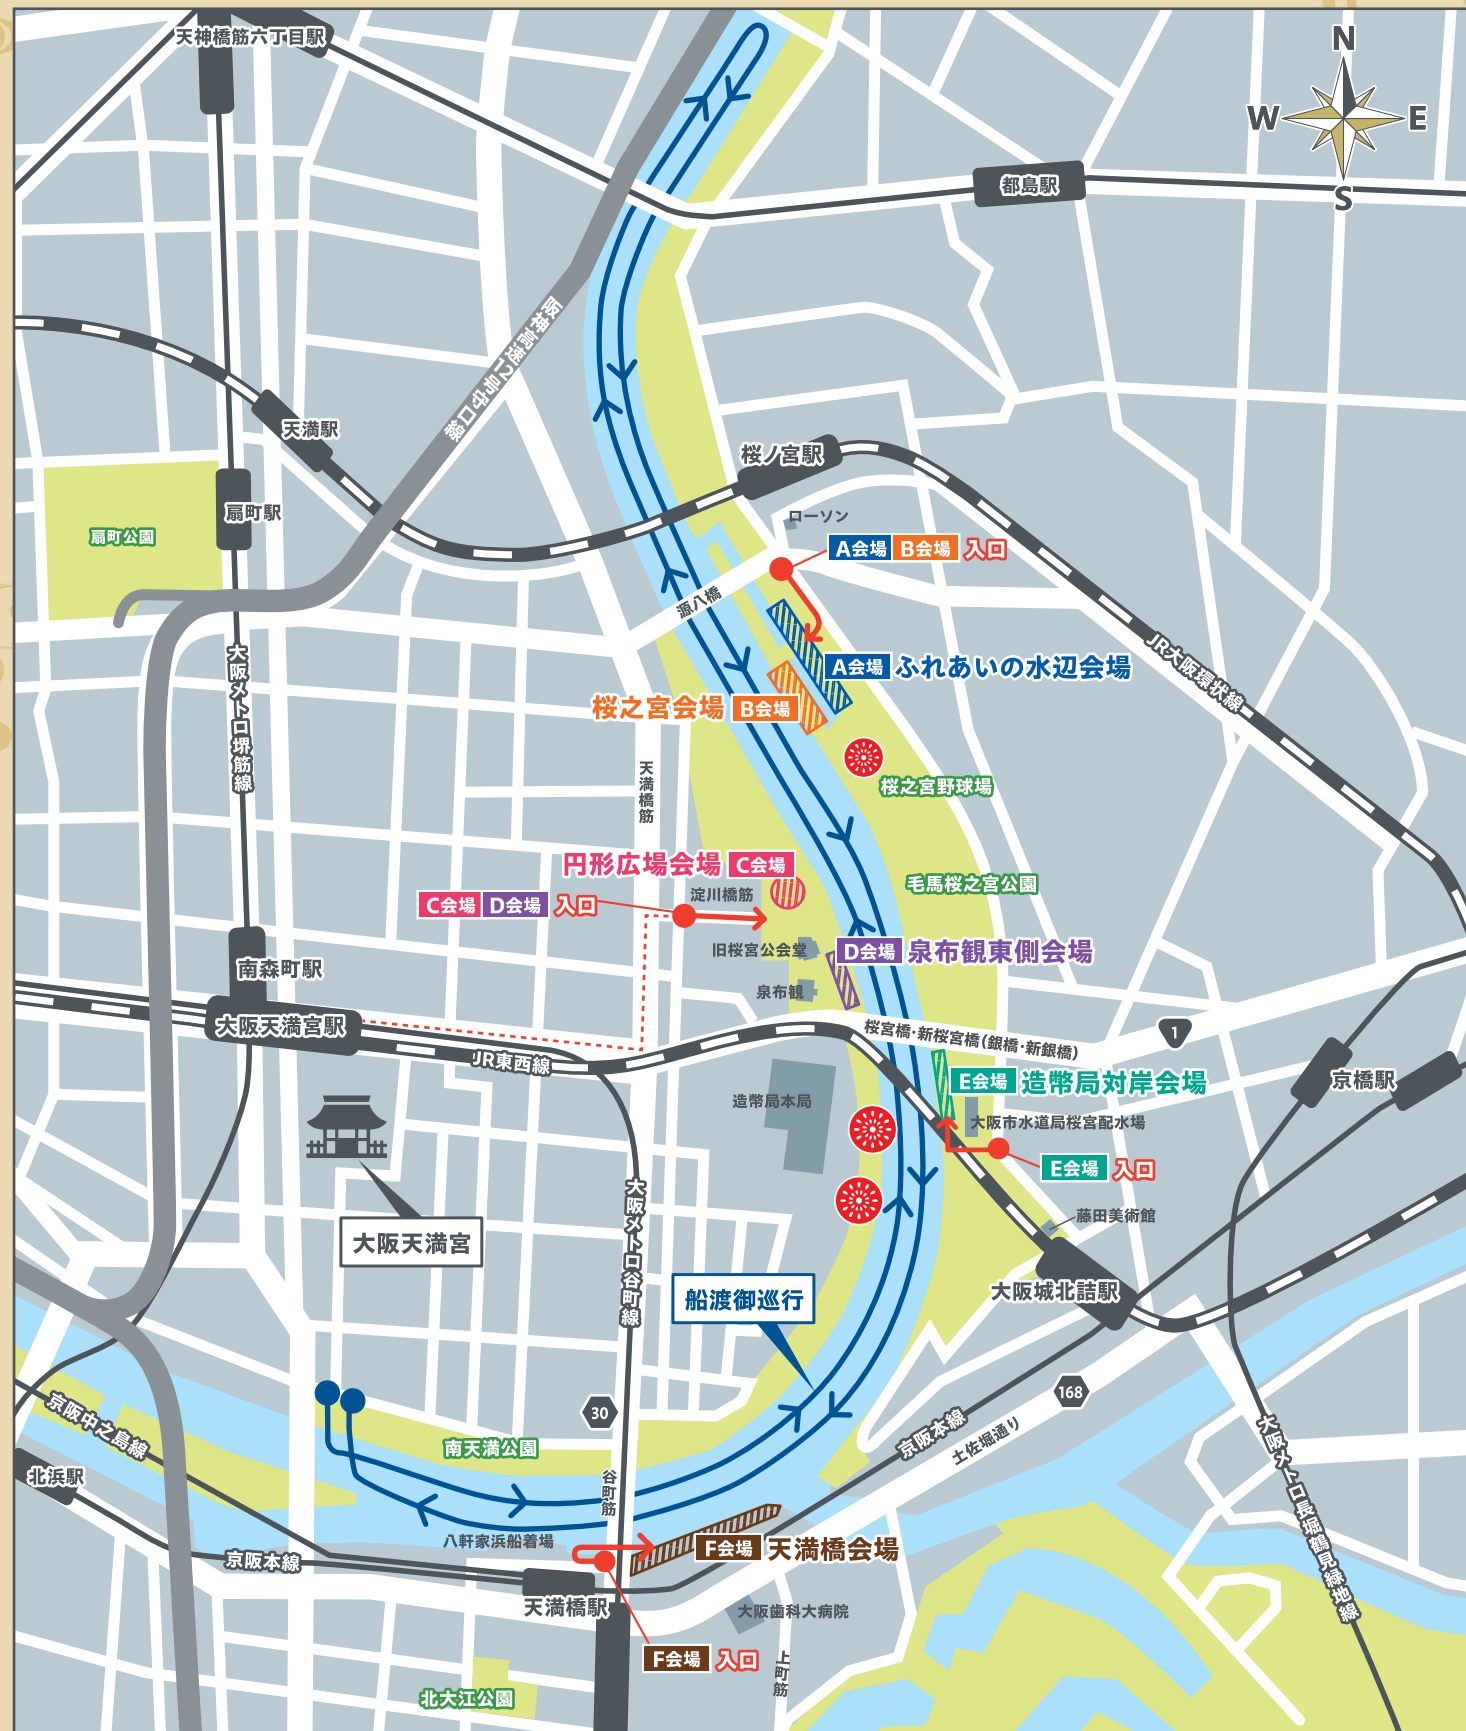 天神橋筋六丁目駅
N
W
E
S
都島駅
阪神高速12号守口線
天満駅
桜ノ宮駅
扇町駅
扇町公園
ローソン
A会場 B会場 入口
源八橋
JR大阪環状線
大阪メトロ堺筋線
A会場 ふれあいの水辺会場
桜之宮会場 B会場
天満橋筋
桜之宮野球場
円形広場会場 C会場
毛馬桜之宮公園
淀川橋筋
C会場 D会場 入口
旧桜宮公会堂
D会場 泉布観東側会場
泉布観
南森町駅
大阪天満宮駅
桜宮橋・新桜宮橋(銀橋・新銀橋)
1
JR東西線
E会場 造幣局対岸会場
京橋駅
造幣局本局
大阪市水道局桜宮配水場
E会場 入口
大阪メトロ谷町線
藤田美術館
大阪天満宮
大阪城北詰駅
船渡御巡行
168
30
京阪中之島線
京阪本線
土佐堀通り
大阪メトロ長堀鶴見緑地線
南天満公園
北浜駅
谷町筋
八軒家浜船着場
F会場 天満橋会場
京阪本線
天満橋駅
大阪歯科大病院
F会場 入口
上町筋
北大江公園